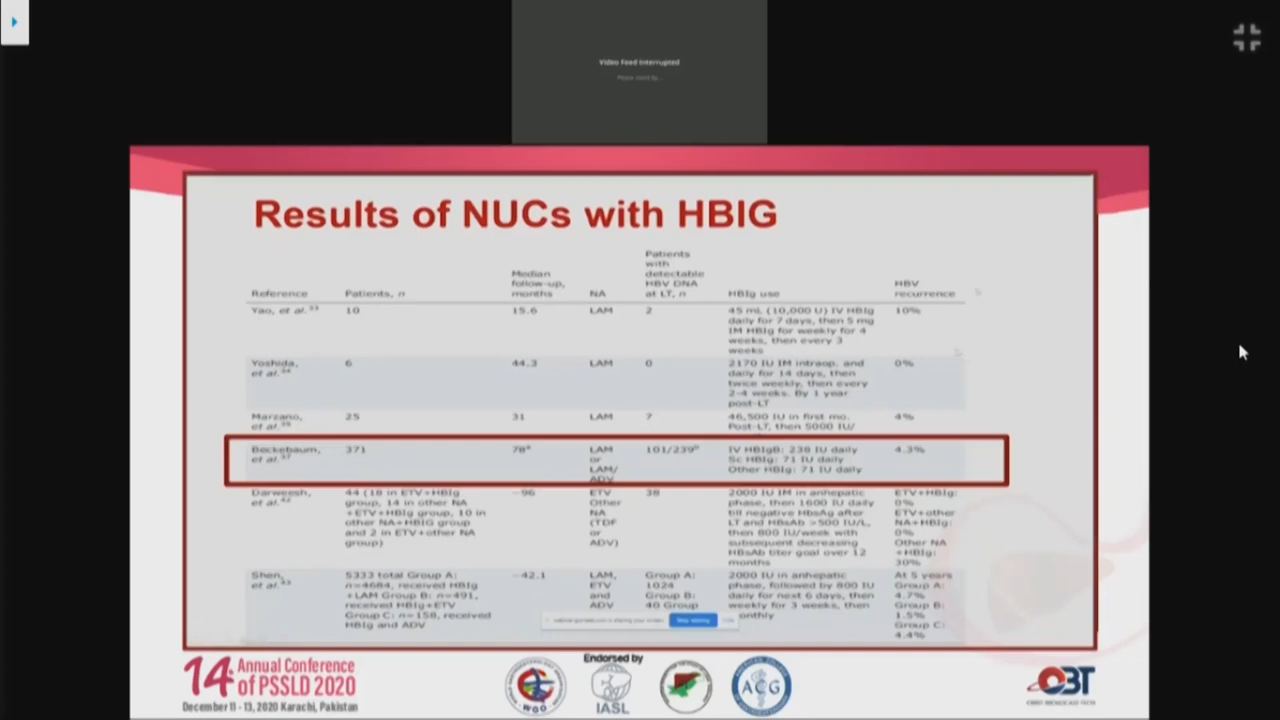 Video Feed Interrupted
Results of NUCs with HBIG
Reference
Patients, n
Median
follow-up,
months
NA
Patients
with
detectable
HBV DNA
at LT, n
HBIg use
HBV
recurrence
Yao, et al.
10
15.6
LAM
2
45 mL (10,000 U) IV HBIg
daily for 7 days, then 5 mg
IM HBIg for weekly for 4
weeks, then every 3
weeks
10%
Yoshida,
et al.
6
44.3
LAM
0
2170 IU IM intraop. and
daily for 14 days, then
twice weekly, then every
2–4 weeks. By 1 year
post-LT
0%
Marzano,
et al.
25
31
LAM
7
46,500 IU in first mo.
Post-LT, then 5000 IU/
4%
Beckebaum,
et al.
371
78
LAM
or
LAM/
ADV
101/239
IV HBIgB: 238 IU daily
Sc HBIg: 71 IU daily
Other HBIg: 71 IU daily
4.3%
Darweesh,
et al.
44 (18 in ETV+HBIg
group, 14 in other NA
+ETV+HBIg group, 10 in
other NA+HBIG group
and 2 in ETV+other NA
group)
96
ETV
Other
NA
(TDF
or
ADV)
38
2000 IU IM in anhepatic
phase, then 1600 IU daily
till negative HbsAg after
LT and HBsAb >500 IU/L,
then 800 IU/week with
subsequent decreasing
HBsAb titer goal over 12
months
ETV+HBIg:
0%
ETV+other
NA+HBIg:
0%
Other NA
+HBIg:
30%
Shen,
et al.
5333 total Group A:
n=4684, received HBIg
+LAM Group B: n=491,
received HBIg+ETV
Group C: n=158, received
HBIg and ADV
42.1
LAM,
ETV
and
ADV
Group A:
1024
Group B:
40 Group
2000 IU in anhepatic
phase, followed by 800 IU
daily for next 6 days, then
weekly for 3 weeks, then
At 5 years
Group A:
4.7%
Group B:
1.5%
Group C:
4.4%
Stop sharing
14 Annual Conference
of PSSLD 2020
December 11 - 13, 2020 Karachi, Pakistan
Endorsed by
WGO
IASL
ACG
OBT